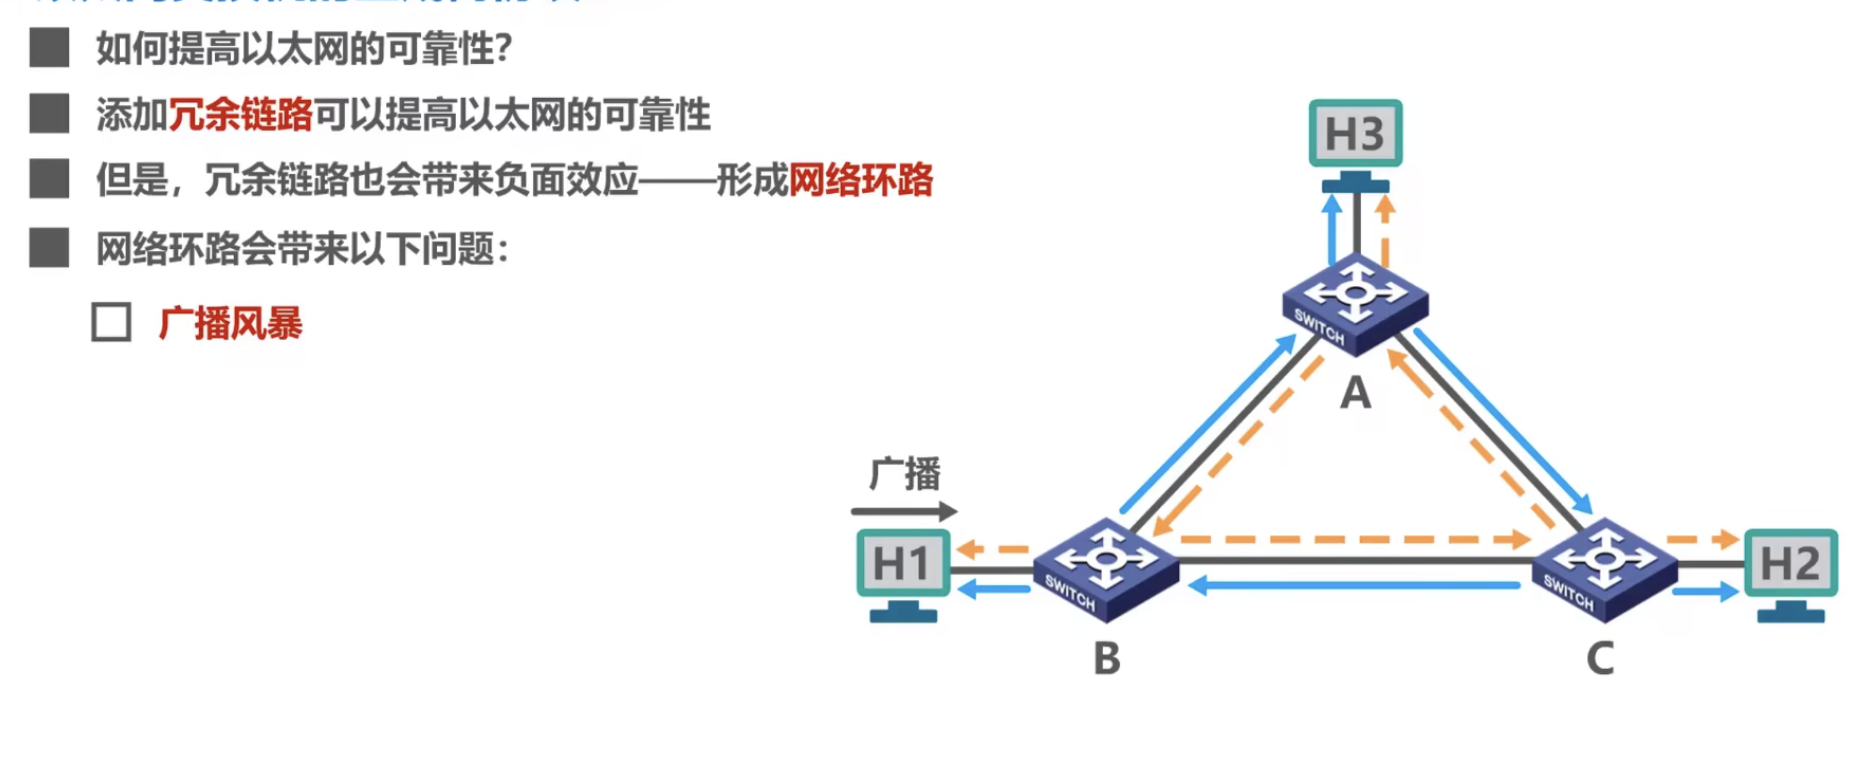 如何提高以太网的可靠性？
添加冗余链路可以提高以太网的可靠性
但是，冗余链路也会带来负面效应——形成网络环路
网络环路会带来以下问题：
广播风暴
H3
SWITCH
A
广播
H1
SWITCH
SWITCH
H2
B
C